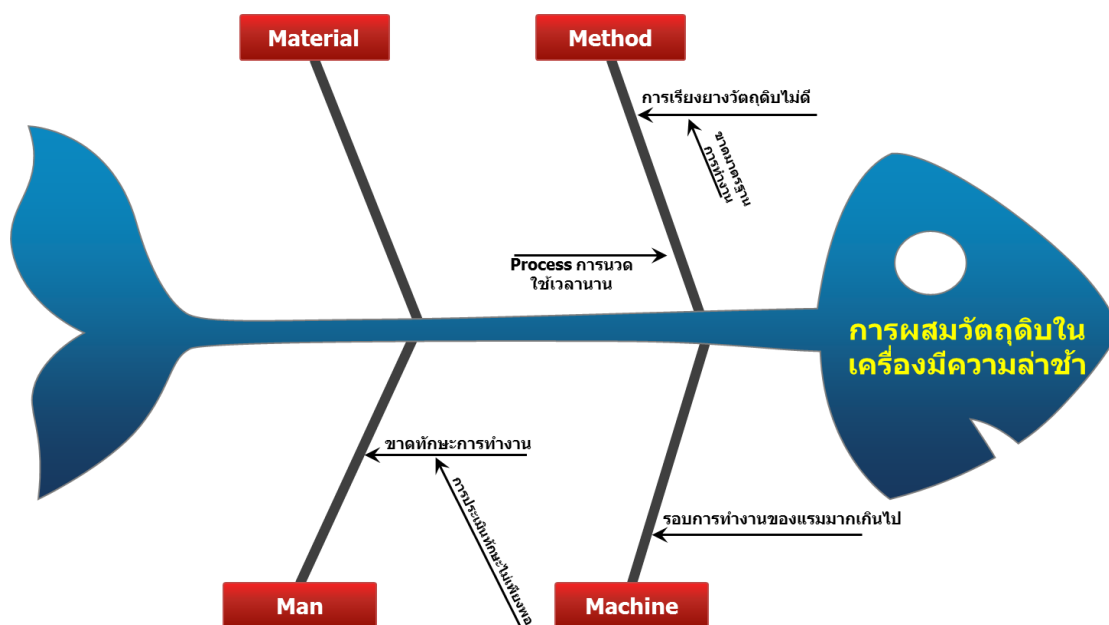 Material
Method
การเรียงยางวัตถุดิบไม่ดี
ขาดมาตรฐาน
การทำงาน
Process การนวด
ใช้เวลานาน
การผสมวัตถุดิบใน
เครื่องมีความล่าช้า
ขาดทักษะการทำงาน
การประเมินทักษะไม่เพียงพอ
รอบการทำงานของแรมมากเกินไป
Man
Machine